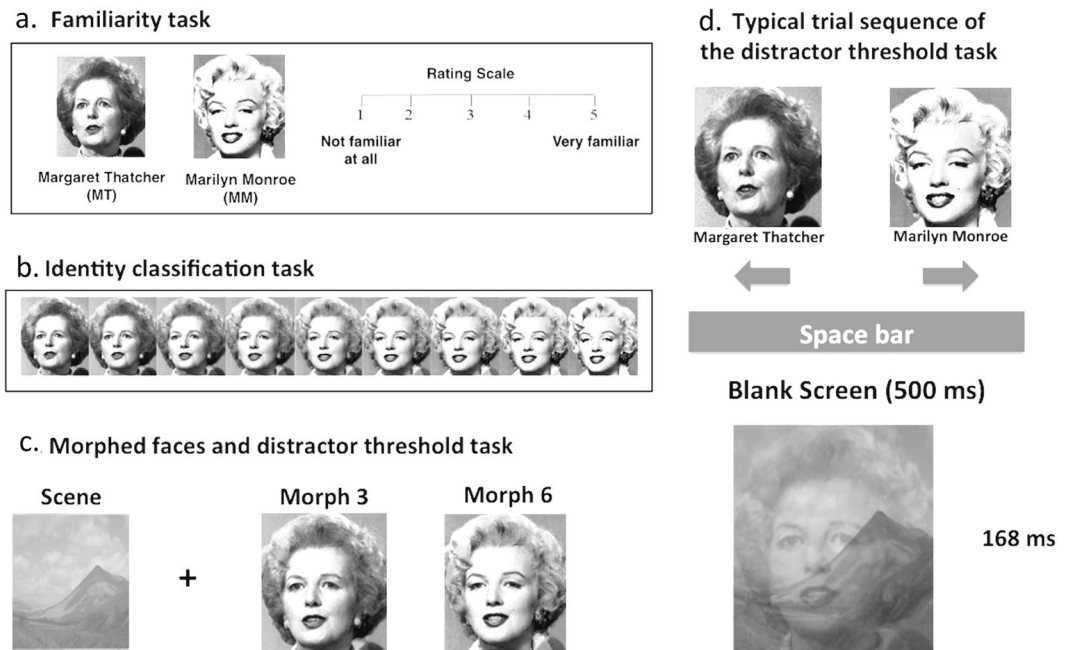 a. Familiarity task
Rating Scale
1 2 3 4 5
Not familiar
at all
Very familiar
Margaret Thatcher
(MT)
Marilyn Monroe
(MM)
b. Identity classification task
c. Morphed faces and distractor threshold task
Scene
+
Morph 3
Morph 6
d. Typical trial sequence of
the distractor threshold task
Margaret Thatcher
Marilyn Monroe
Space bar
Blank Screen (500 ms)
168 ms